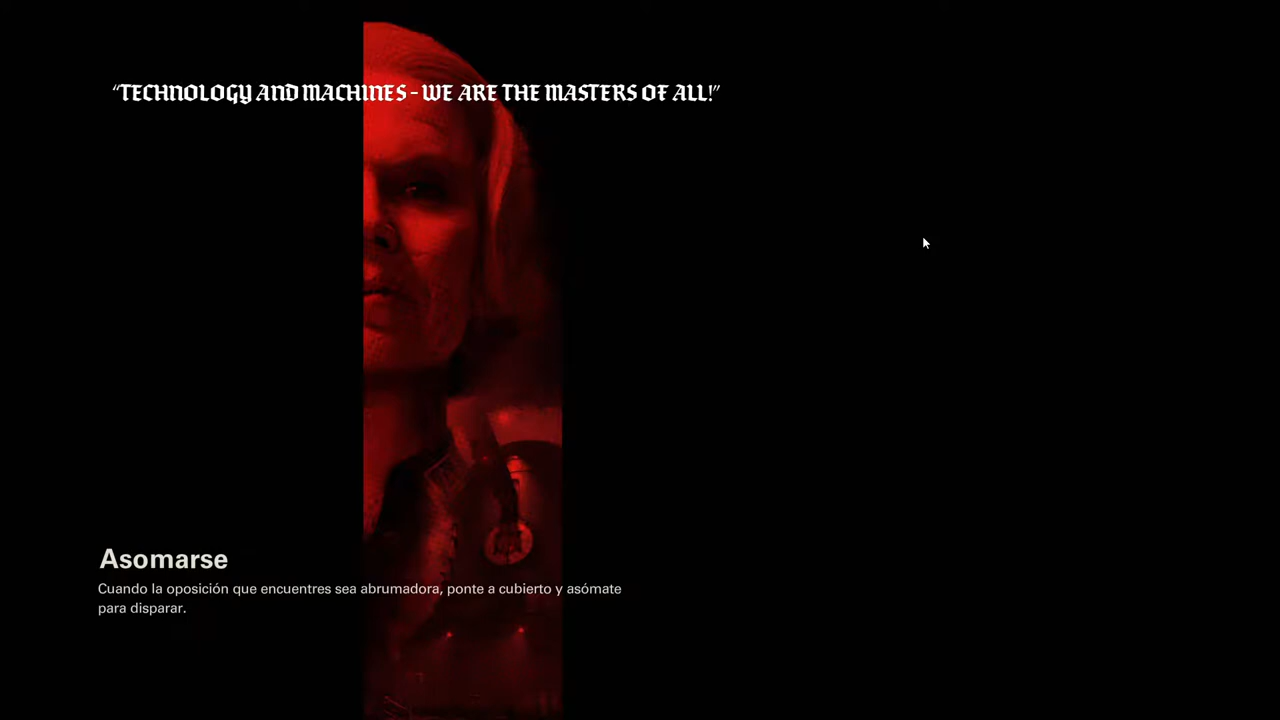 “TECHNOLOGY AND MACHINES - WE ARE THE MASTERS OF ALL!”
Asomarse
Cuando la oposición que encuentres sea abrumadora, ponte a cubierto y asómate
para disparar.